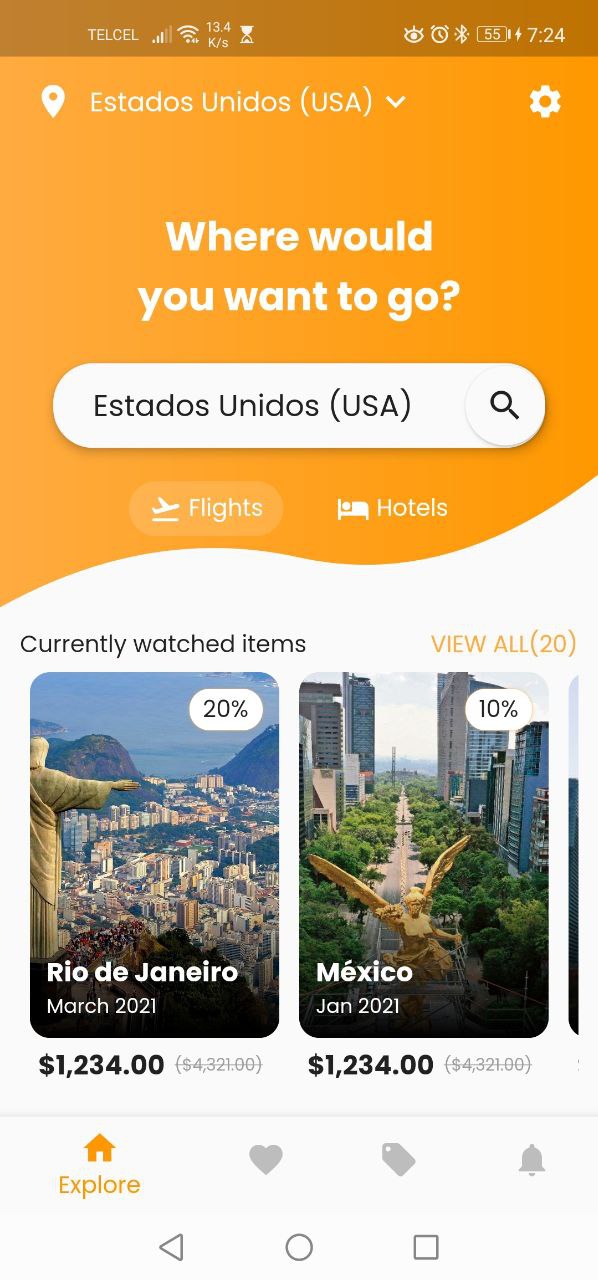 TELCEL 13.4 K/s 55 7:24
Estados Unidos (USA)
Where would
you want to go?
Estados Unidos (USA)
Flights Hotels
Currently watched items VIEW ALL(20)
20% 10%
Rio de Janeiro México
March 2021 Jan 2021
$1,234.00 ($4,321.00) $1,234.00 ($4,321.00)
Explore